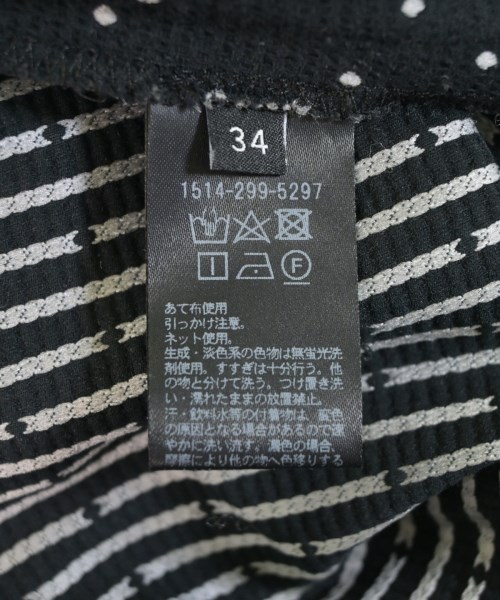 34
1514-299-5297
F
あて布使用
引っかけ注意。
ネット使用。
生成・淡色系の色物は無蛍光洗
剤使用。すすぎは十分行う。他
の物と分けて洗う。つけ置き洗
い・濡れたままの放置禁止。
汗・飲料水等の付着物は、変色
の原因となる場合があるので速
やかに洗い流す。濃色の場合、
摩擦により他の物へ色移りする